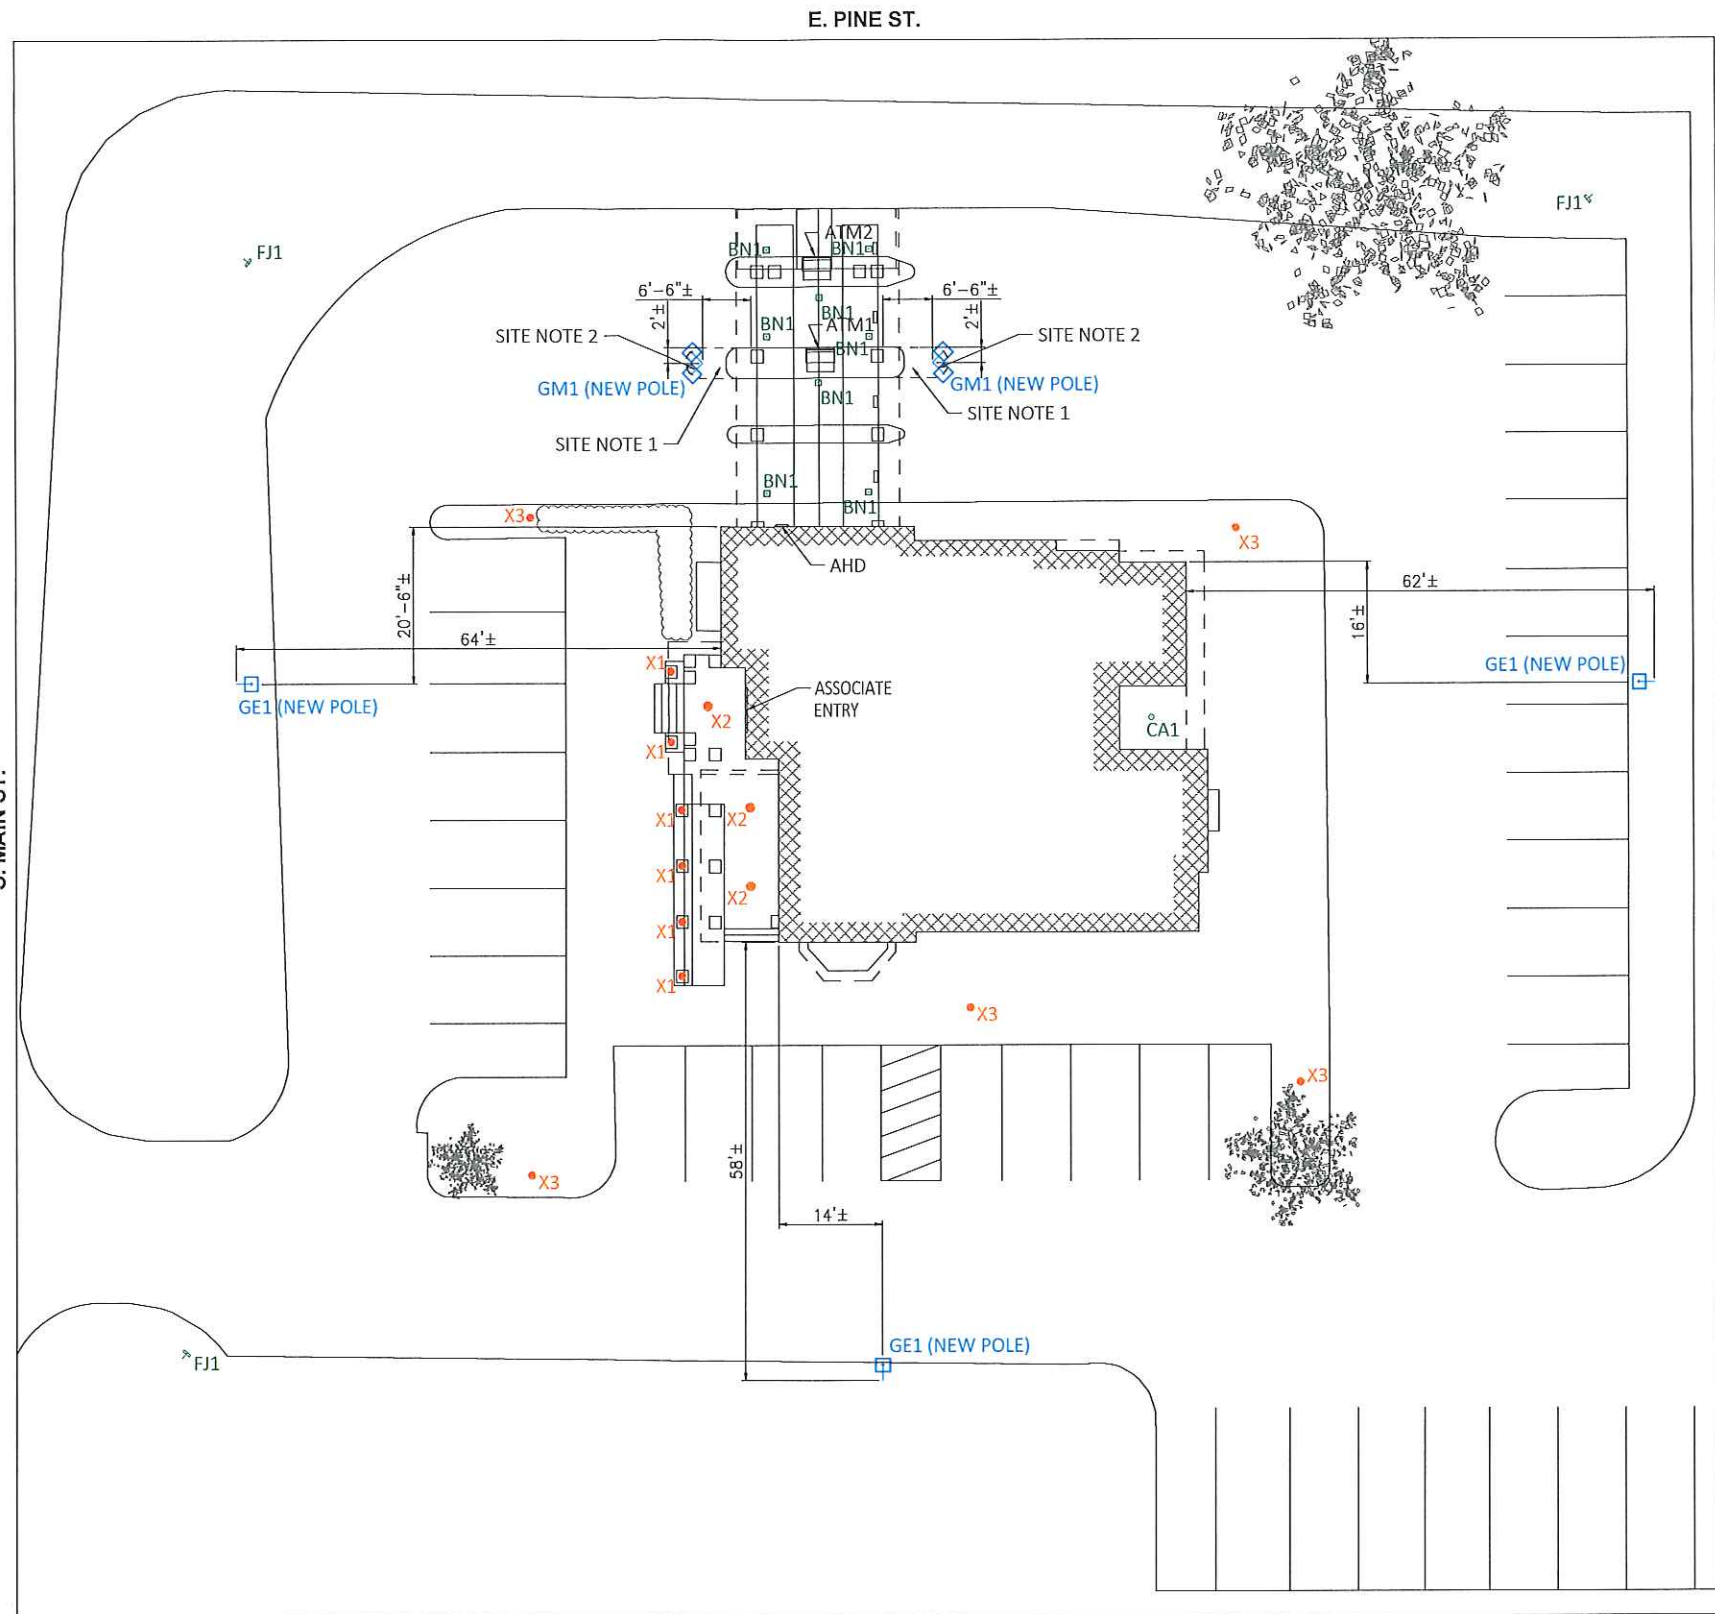 E. PINE ST.
FJ1
FJ1
ATM2
BN1
BN1
6'-6"±
6'-6"±
2'±
2'±
BN1
BN1
ATM1
BN1
SITE NOTE 2
SITE NOTE 2
GM1 (NEW POLE)
GM1 (NEW POLE)
BN1
SITE NOTE 1
SITE NOTE 1
BN1
BN1
X3
X3
AHD
20'-6"±
62'±
16'±
64'±
X1
GE1 (NEW POLE)
GE1 (NEW POLE)
ASSOCIATE
ENTRY
X2
CA1
X1
X1
X2
X1
X2
X1
X1
X3
X3
58'±
X3
14'±
GE1 (NEW POLE)
FJ1
MAIN ST.